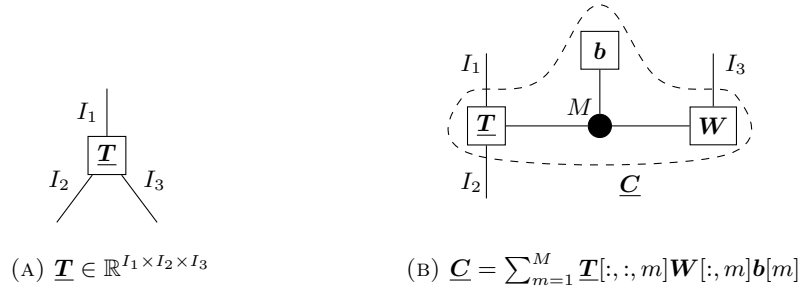 I₁
T
I₂ I₃
(A) T ∈ ℝ^{I₁×I₂×I₃}
b
I₁ I₃
M
T W
I₂
C
(B) C = ∑_{m=1}^{M} T[:,:,m]W[:,m]b[m]